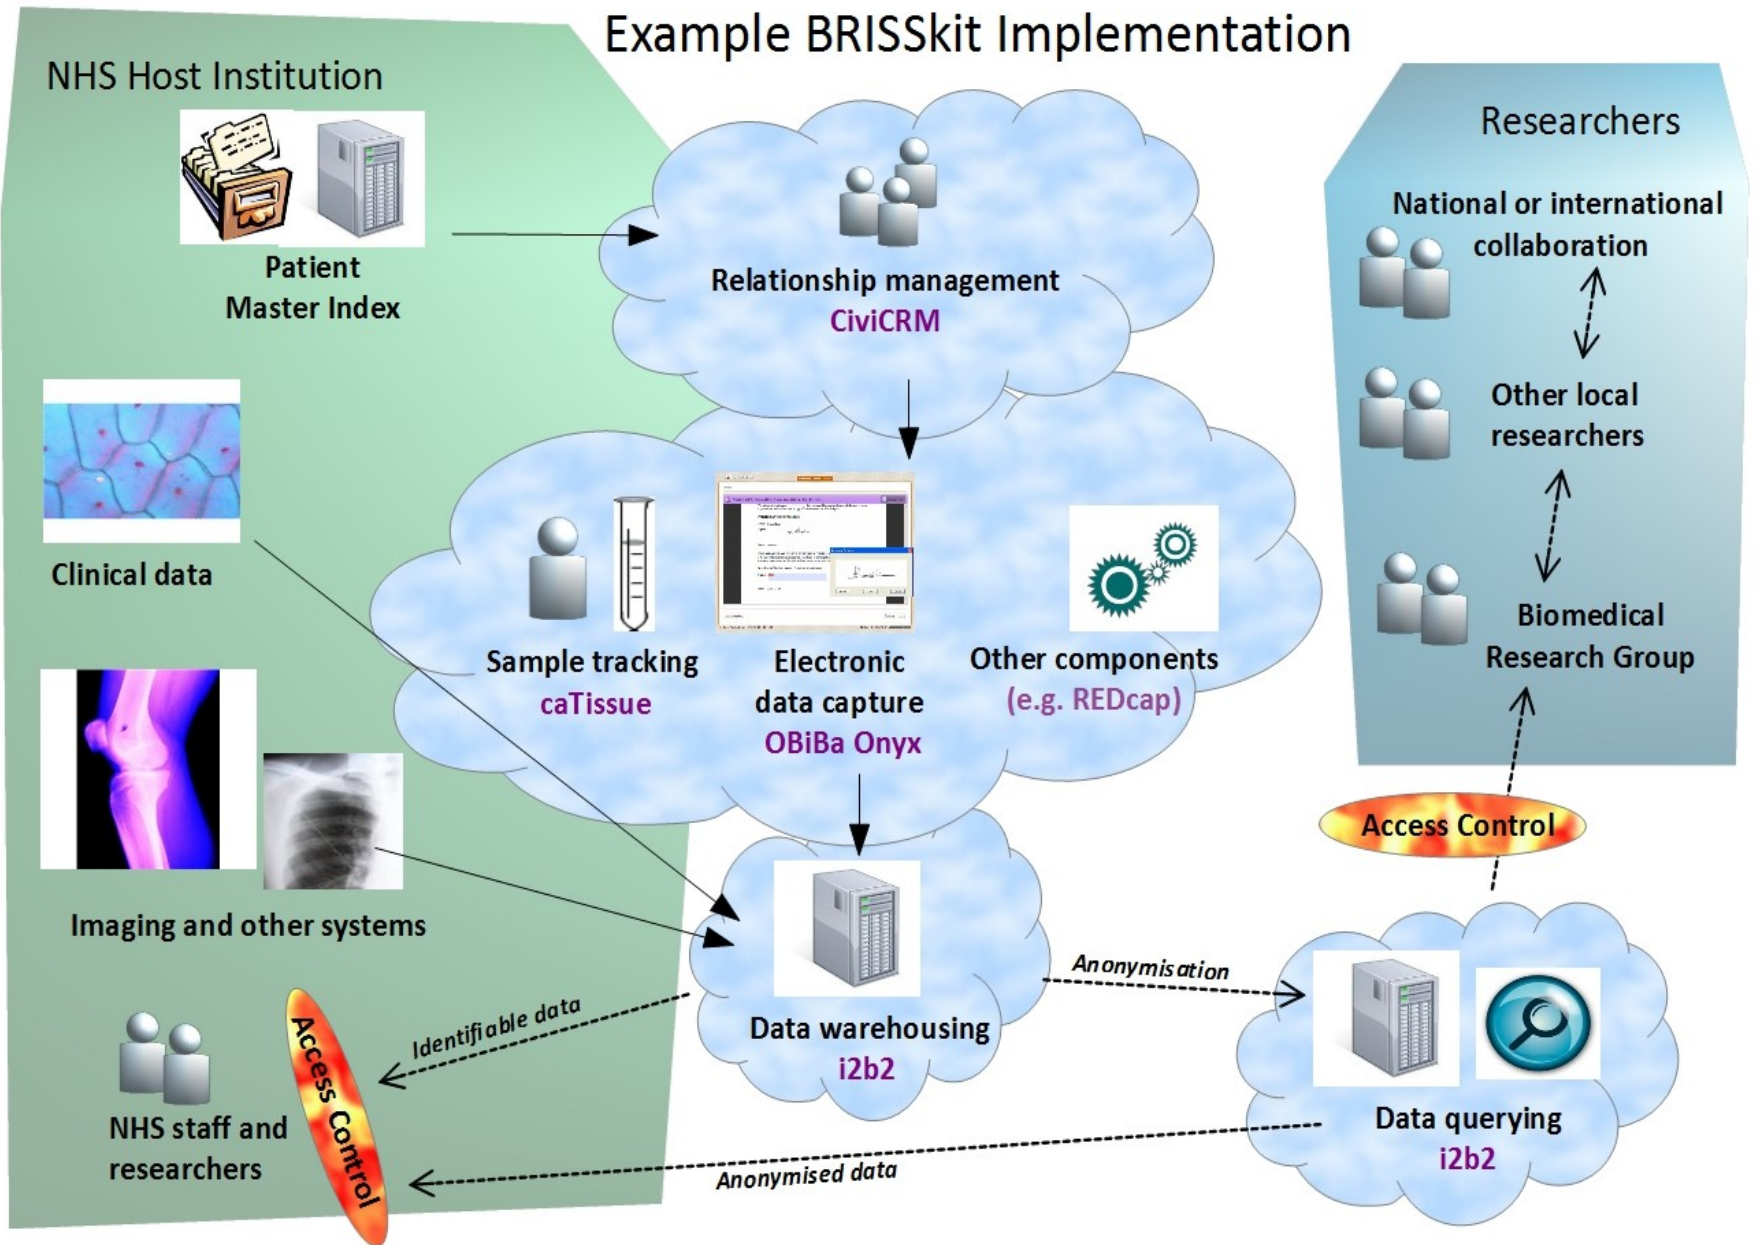 Example BRISSkit Implementation
NHS Host Institution
Patient
Master Index
Clinical data
Imaging and other systems
NHS staff and
researchers
Access Control
Relationship management
CiviCRM
Sample tracking
caTissue
Electronic
data capture
OBiBa Onyx
Other components
(e.g. REDcap)
Data warehousing
i2b2
Identifiable data
Anonymisation
Anonymised data
Data querying
i2b2
Access Control
Researchers
National or international
collaboration
Other local
researchers
Biomedical
Research Group